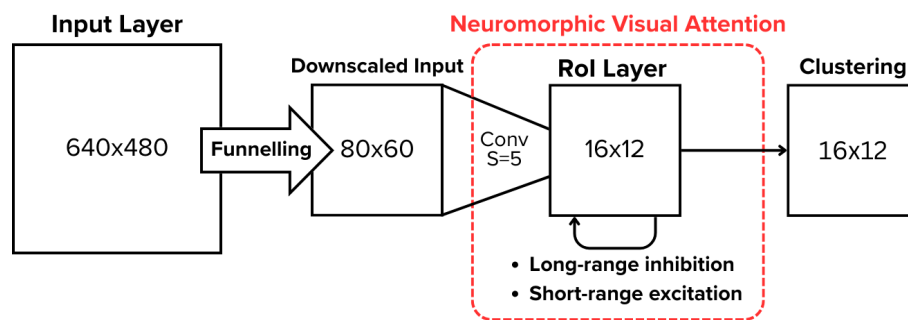 Neuromorphic Visual Attention
Input Layer
Downscaled Input
RoI Layer
Clustering
640x480
Funnelling
80x60
Conv
S=5
16x12
16x12
• Long-range inhibition
• Short-range excitation